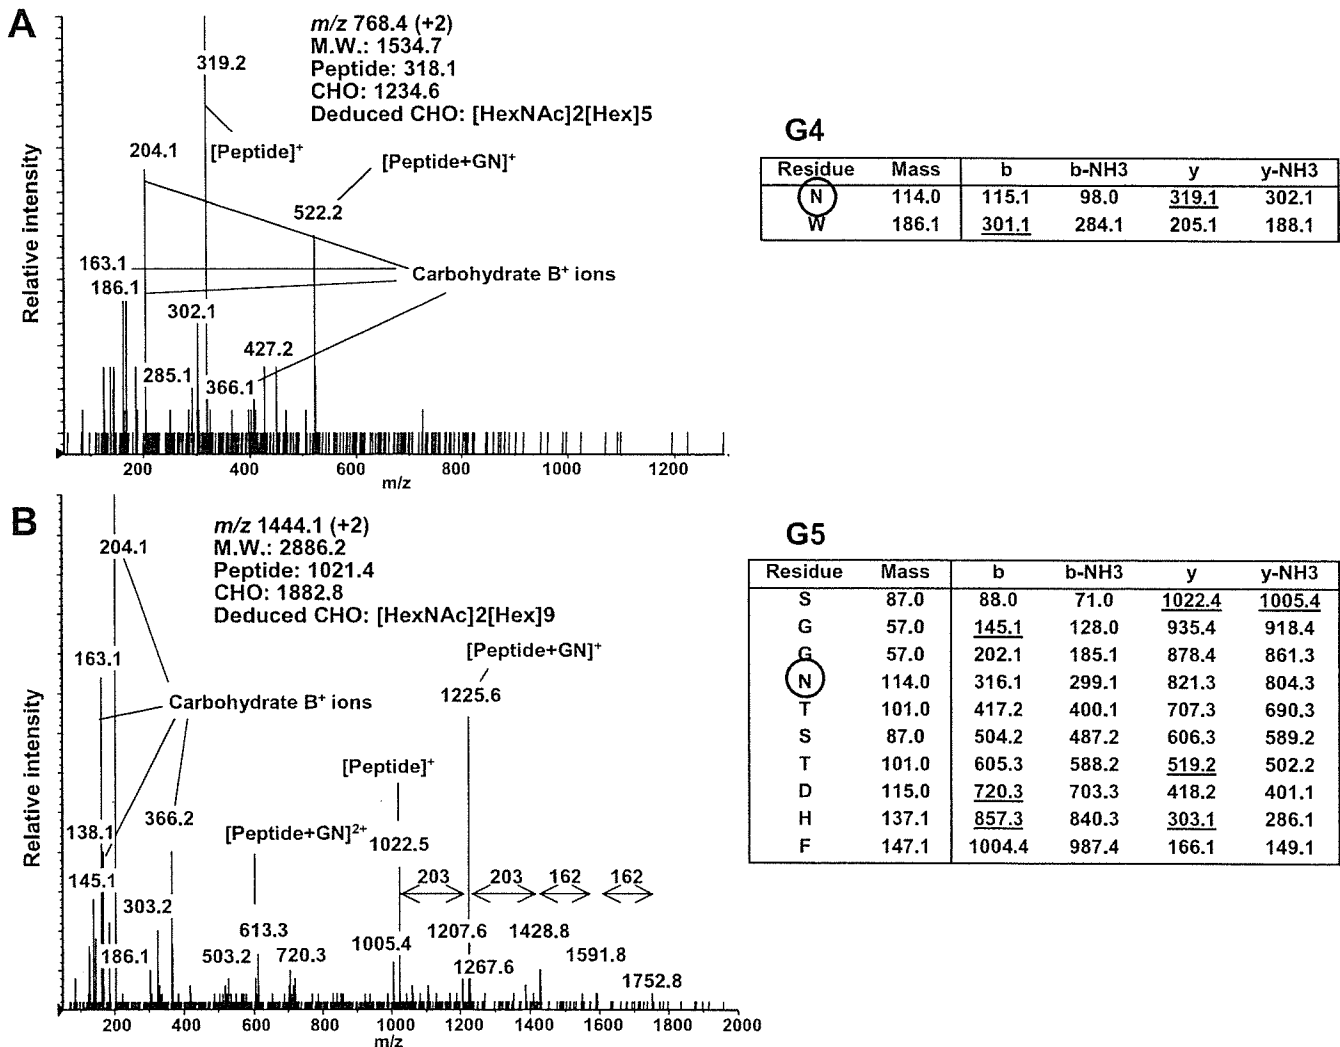 A
m/z 768.4 (+2)
M.W.: 1534.7
Peptide: 318.1
CHO: 1234.6
Deduced CHO: [HexNAc]2[Hex]5
319.2
[Peptide]+
204.1
[Peptide+GN]+
522.2
163.1
186.1
Carbohydrate B+ ions
302.1
427.2
285.1
366.1
Relative intensity
200 400 600 800 1000 1200
m/z
G4
Residue Mass b b-NH3 y y-NH3
N 114.0 115.1 98.0 319.1 302.1
W 186.1 301.1 284.1 205.1 188.1
B
m/z 1444.1 (+2)
M.W.: 2886.2
Peptide: 1021.4
CHO: 1882.8
Deduced CHO: [HexNAc]2[Hex]9
204.1
[Peptide+GN]+
163.1
1225.6
Carbohydrate B+ ions
[Peptide]+
366.2
138.1
[Peptide+GN]2+
1022.5
145.1
203 203 162 162
303.2
613.3
1207.6
1428.8
186.1
503.2
720.3
1005.4
1267.6
1591.8
1752.8
Relative intensity
200 400 600 800 1000 1200 1400 1600 1800 2000
m/z
G5
Residue Mass b b-NH3 y y-NH3
S 87.0 88.0 71.0 1022.4 1005.4
G 57.0 145.1 128.0 935.4 918.4
G 57.0 202.1 185.1 878.4 861.3
N 114.0 316.1 299.1 821.3 804.3
T 101.0 417.2 400.1 707.3 690.3
S 87.0 504.2 487.2 606.3 589.2
T 101.0 605.3 588.2 519.2 502.2
D 115.0 720.3 703.3 418.2 401.1
H 137.1 857.3 840.3 303.1 286.1
F 147.1 1004.4 987.4 166.1 149.1